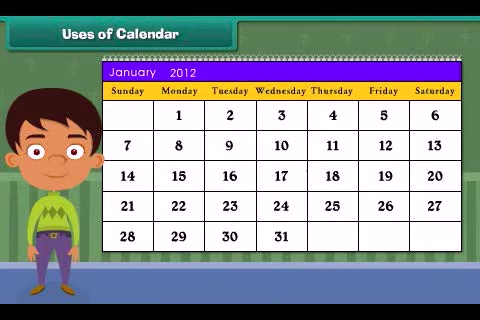 Uses of Calendar
January 2012
Sunday Monday Tuesday Wednesday Thursday Friday Saturday
1 2 3 4 5 6
7 8 9 10 11 12 13
14 15 16 17 18 19 20
21 22 23 24 25 26 27
28 29 30 31